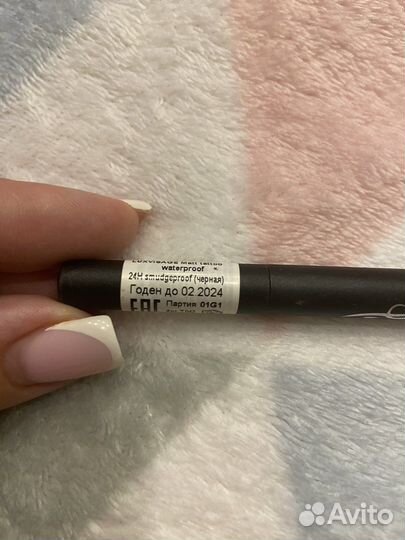 LUXVISAGE Matt tattoo
waterproof
24H smudgeproof (черная)
Годен до 02.2024
EAC Партия 01G1
Avito